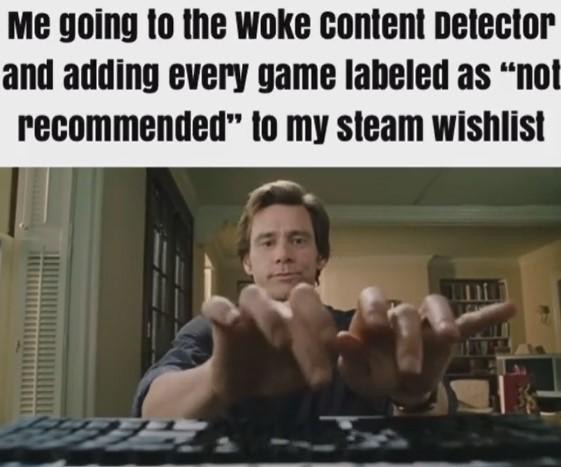 Me going to the Woke Content Detector
and adding every game labeled as “not
recommended” to my steam wishlist